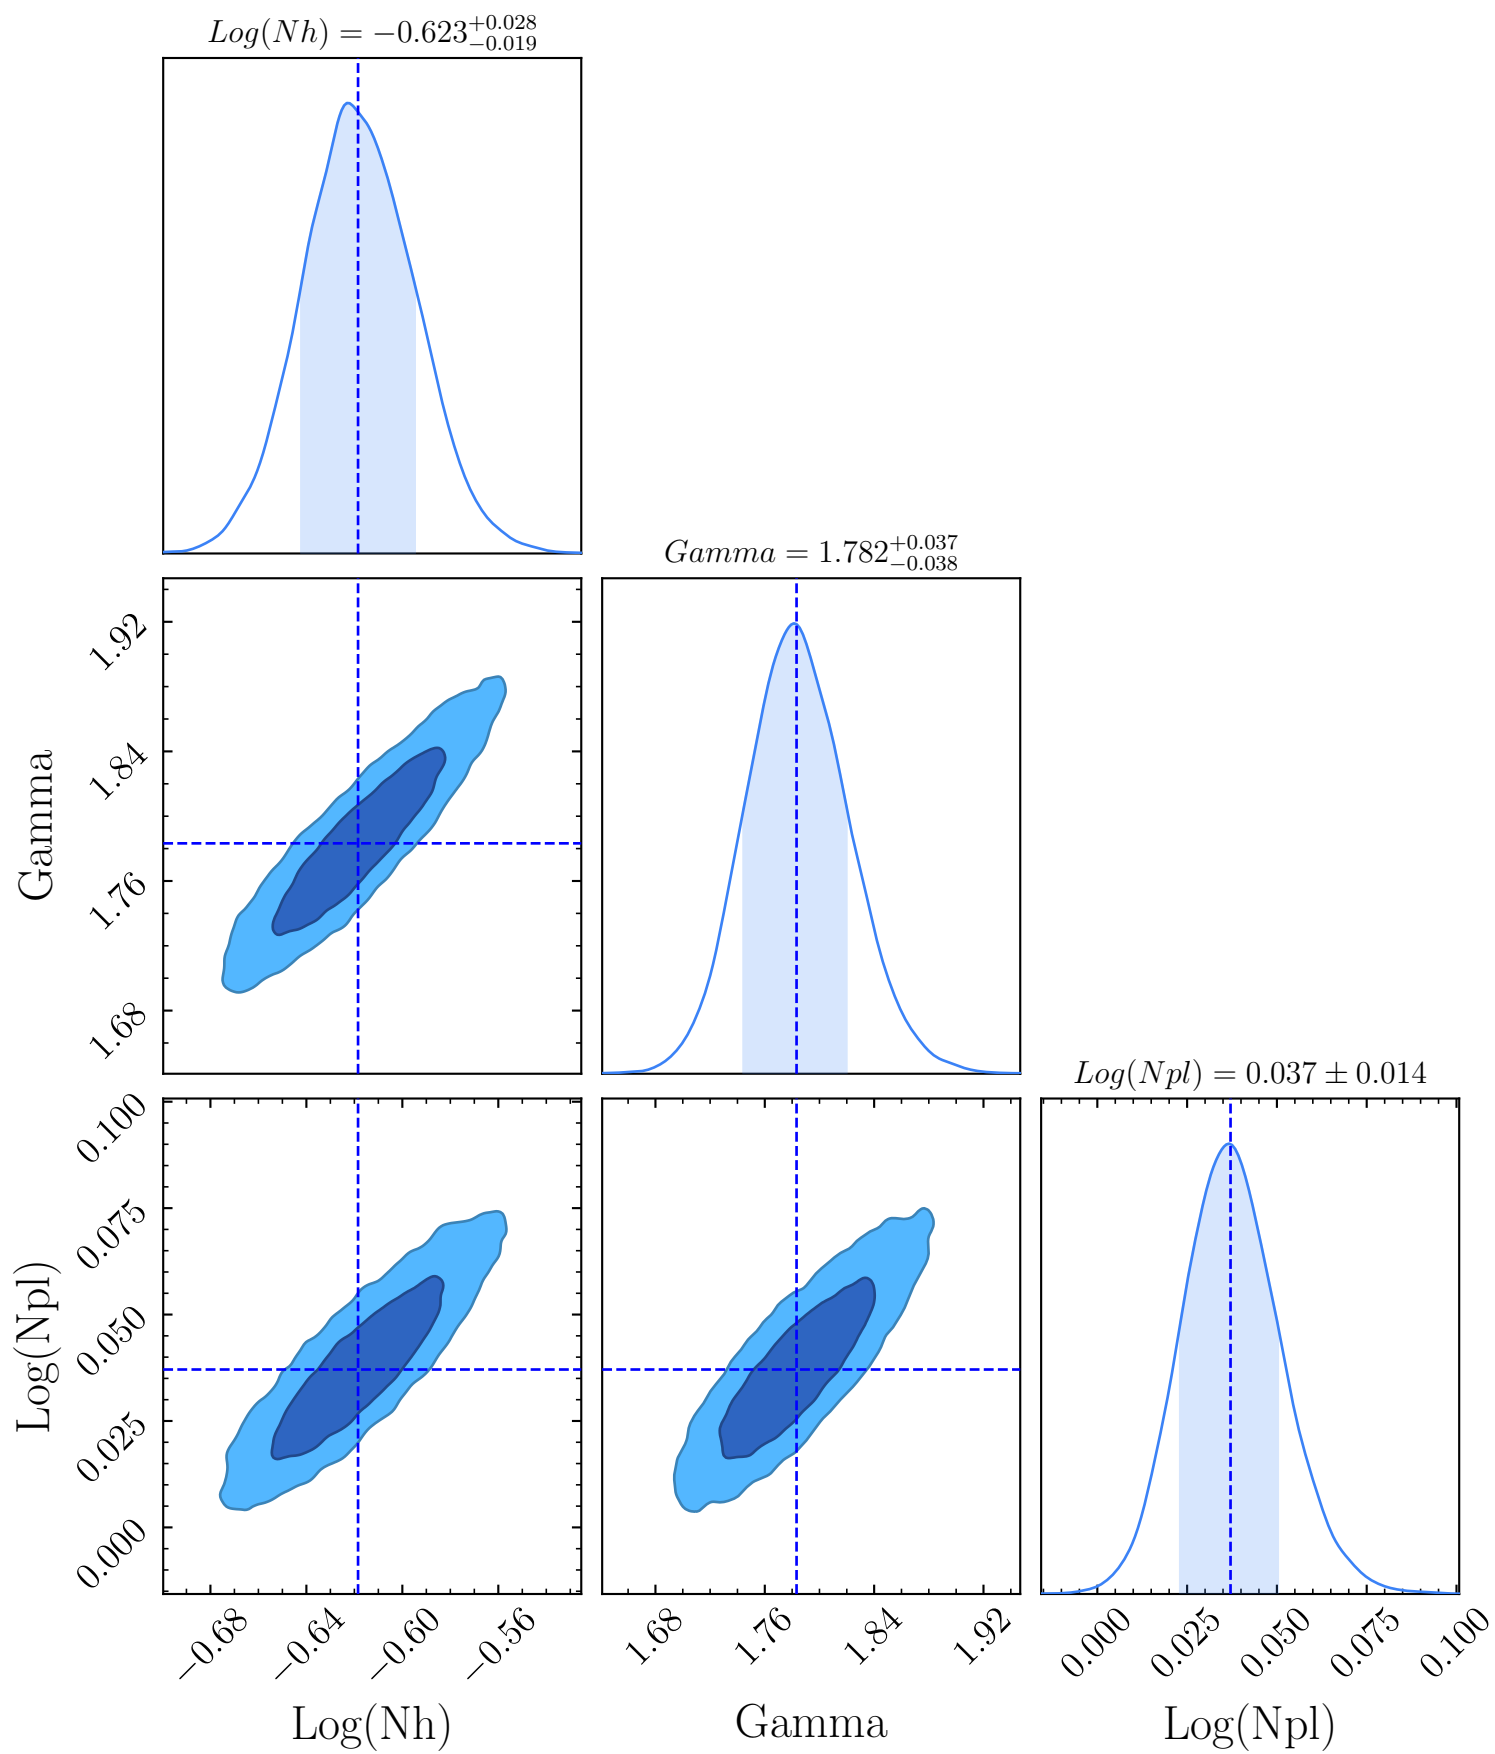 Log(Nh) = −0.623+0.028 −0.019
Gamma = 1.782+0.037 −0.038
1.92
1.84
1.76
1.68
Gamma
Log(Npl) = 0.037 ± 0.014
0.100
0.075
0.050
0.025
0.000
Log(Npl)
−0.68 −0.64 −0.60 −0.56
1.68 1.76 1.84 1.92
0.000 0.025 0.050 0.075 0.100
Log(Nh) Gamma Log(Npl)